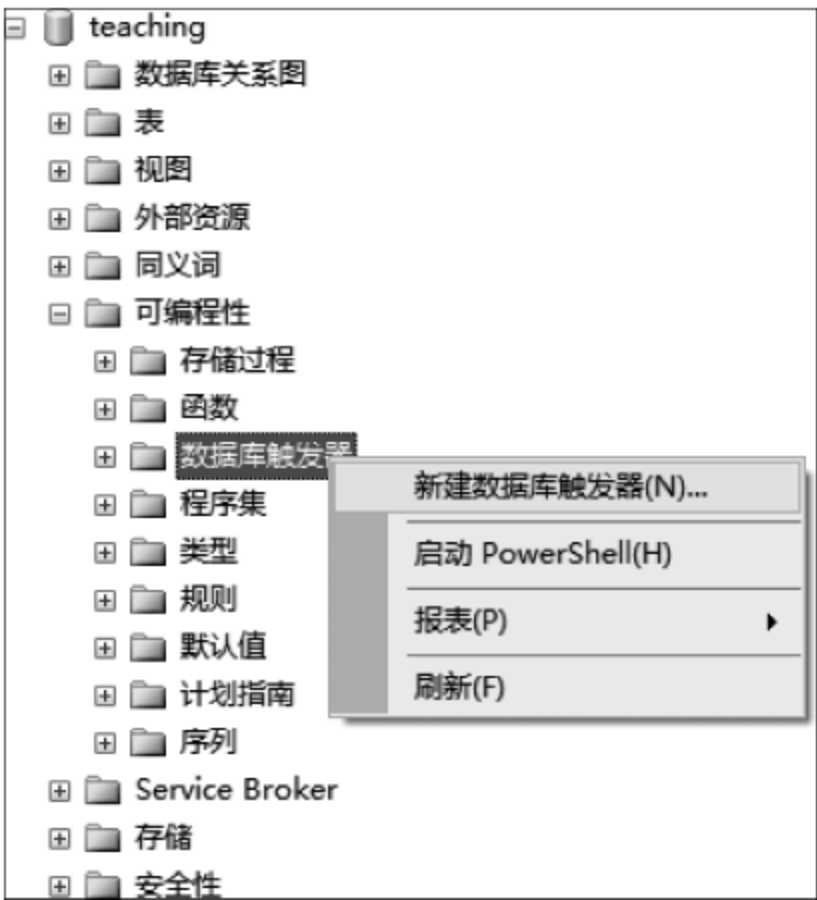 teaching
数据库关系图
表
视图
外部资源
同义词
可编程性
存储过程
函数
数据库触发器
新建数据库触发器(N)...
程序集
类型
启动 PowerShell(H)
规则
报表(P)
默认值
计划指南
刷新(F)
序列
Service Broker
存储
安全性